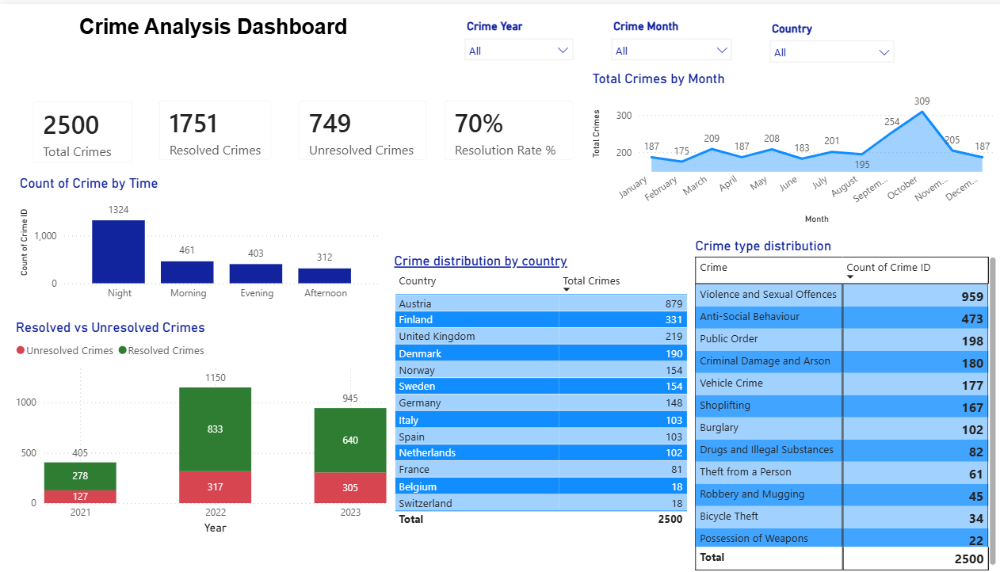 Crime Analysis Dashboard
Crime Year
All
Crime Month
All
Country
All
2500
Total Crimes
1751
Resolved Crimes
749
Unresolved Crimes
70%
Resolution Rate %
Total Crimes by Month
Total Crimes
300
200
187
175
209
187
208
183
201
195
254
309
205
187
January
February
March
April
May
June
July
August
Septem...
October
Novem...
Decem...
Month
Count of Crime by Time
Count of Crime ID
1,000
0
1324
461
403
312
Night
Morning
Evening
Afternoon
Resolved vs Unresolved Crimes
Unresolved Crimes
Resolved Crimes
1000
500
0
405
278
127
1150
833
317
945
640
305
2021
2022
2023
Year
Crime distribution by country
Country Total Crimes
Austria 879
Finland 331
United Kingdom 219
Denmark 190
Norway 154
Sweden 154
Germany 148
Italy 103
Spain 103
Netherlands 102
France 81
Belgium 18
Switzerland 18
Total 2500
Crime type distribution
Crime Count of Crime ID
Violence and Sexual Offences 959
Anti-Social Behaviour 473
Public Order 198
Criminal Damage and Arson 180
Vehicle Crime 177
Shoplifting 167
Burglary 102
Drugs and Illegal Substances 82
Theft from a Person 61
Robbery and Mugging 45
Bicycle Theft 34
Possession of Weapons 22
Total 2500